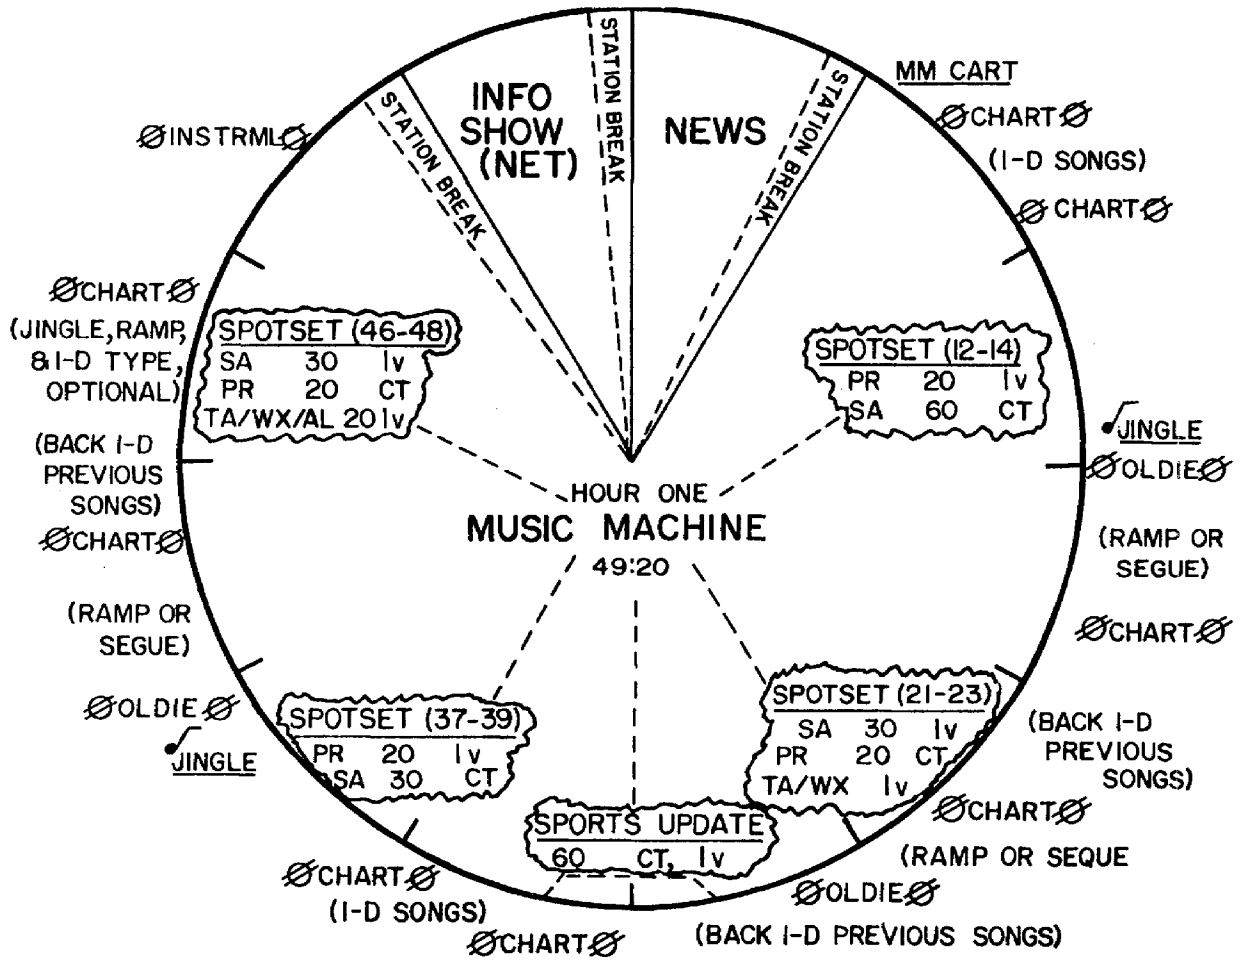 STATION BREAK
INFO
SHOW
(NET)
STATION BREAK
NEWS
STATION BREAK
MM CART
ØCHARTØ
(I-D SONGS)
Ø CHARTØ
SPOTSET (12-14)
PR 20 lv
SA 60 CT
JINGLE
ØOLDIEØ
(RAMP OR
SEGUE)
ØCHARTØ
SPOTSET (21-23)
SA 30 lv
PR 20 CT
TA/WX lv
(BACK I-D
PREVIOUS
SONGS)
ØCHARTØ
(RAMP OR SEQUE
ØOLDIEØ
(BACK I-D PREVIOUS SONGS)
SPORTS UPDATE
60 CT, lv
ØCHARTØ
ØCHARTØ
(I-D SONGS)
SPOTSET (37-39)
PR 20 lv
SA 30 CT
JINGLE
ØOLDIEØ
(RAMP OR
SEGUE)
ØCHARTØ
(BACK I-D
PREVIOUS
SONGS)
SPOTSET (46-48)
SA 30 lv
PR 20 CT
TA/WX/AL 20 lv
(JINGLE, RAMP,
& I-D TYPE,
OPTIONAL)
ØCHARTØ
ØINSTRMLØ
HOUR ONE
MUSIC MACHINE
49:20